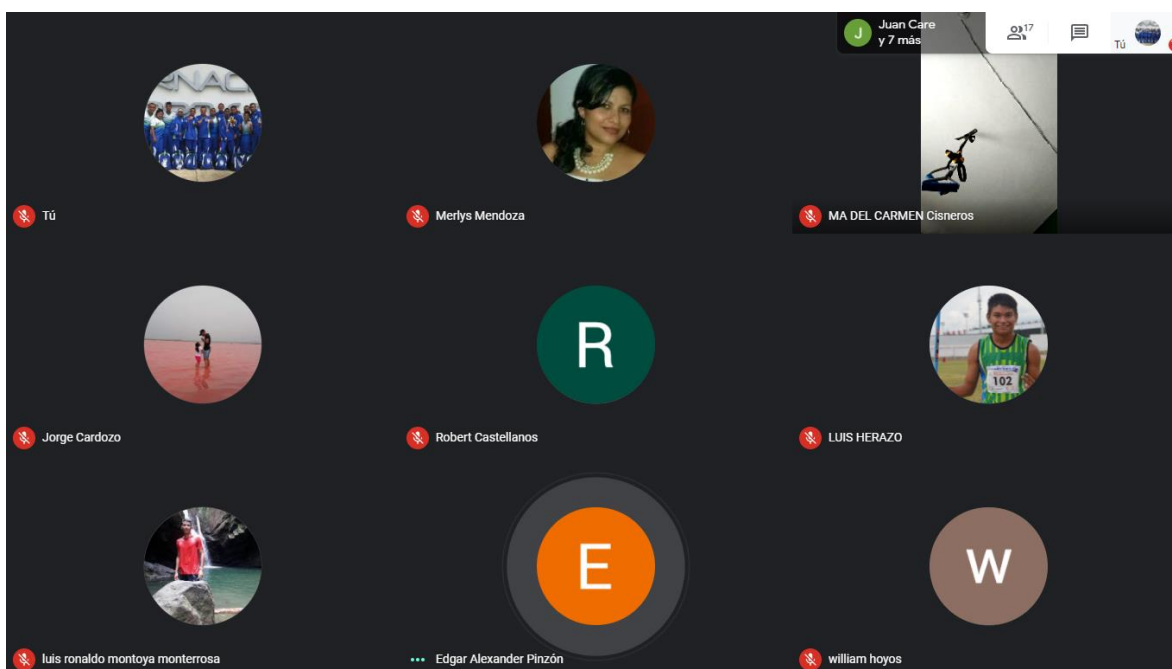 Juan Care
y 7 más
J
17
Tú
RNAC
Tú
Merlys Mendoza
MA DEL CARMEN Cisneros
R
102
Jorge Cardozo
Robert Castellanos
LUIS HERAZO
E
W
luis ronaldo montoya monterrosa
Edgar Alexander Pinzón
william hoyos